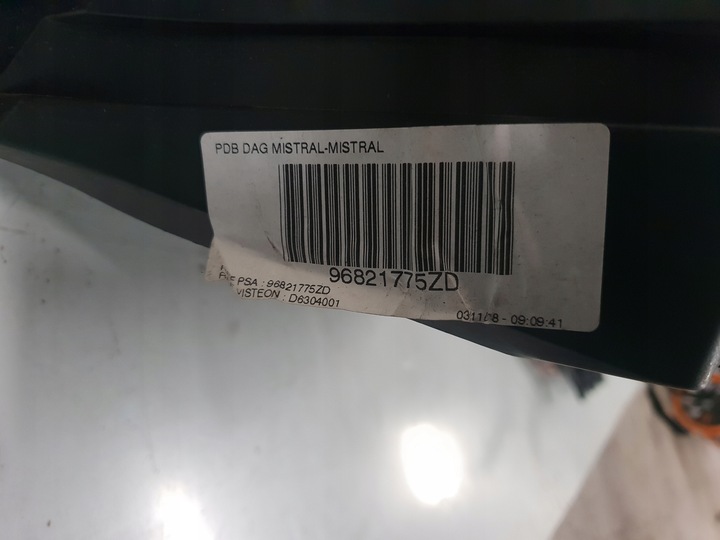 PDB DAG MISTRAL-MISTRAL
96821775ZD
PSA : 96821775ZD
VISTEON : D6304001
09:09:41